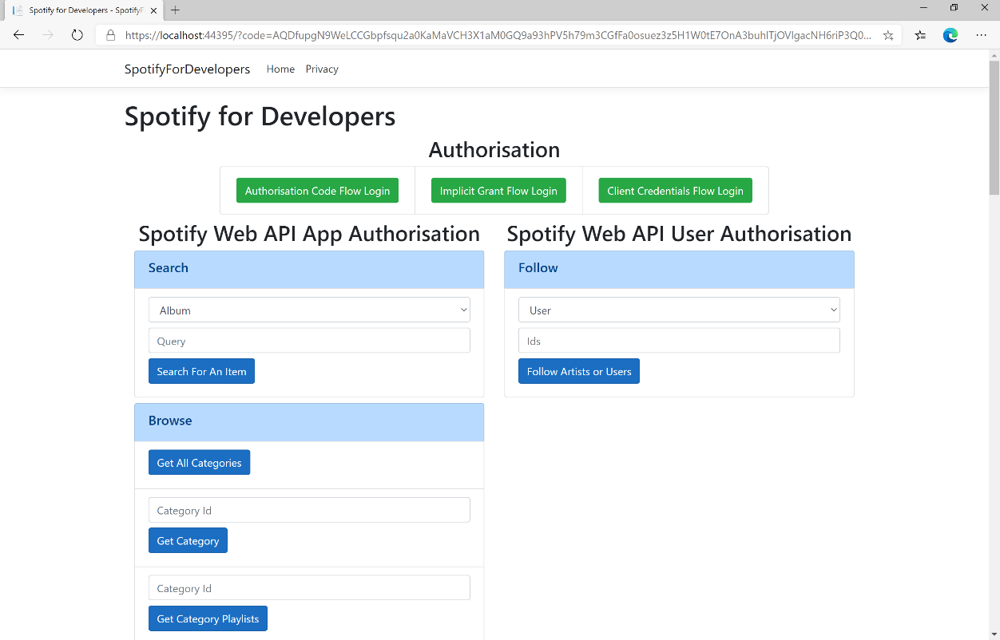 Spotify for Developers - SpotifyF
https://localhost:44395/?code=AQDfupgN9WeLCCGbpfsqu2a0KaMaVCH3X1aM0GQ9a93hPV5h79m3CGfFa0osuez3z5H1W0tE7OnA3buhlTjOVlgacNH6riP3Q0...
SpotifyForDevelopers Home Privacy
Spotify for Developers
Authorisation
Authorisation Code Flow Login Implicit Grant Flow Login Client Credentials Flow Login
Spotify Web API App Authorisation
Search
Album
Query
Search For An Item
Browse
Get All Categories
Category Id
Get Category
Category Id
Get Category Playlists
Spotify Web API User Authorisation
Follow
User
Ids
Follow Artists or Users